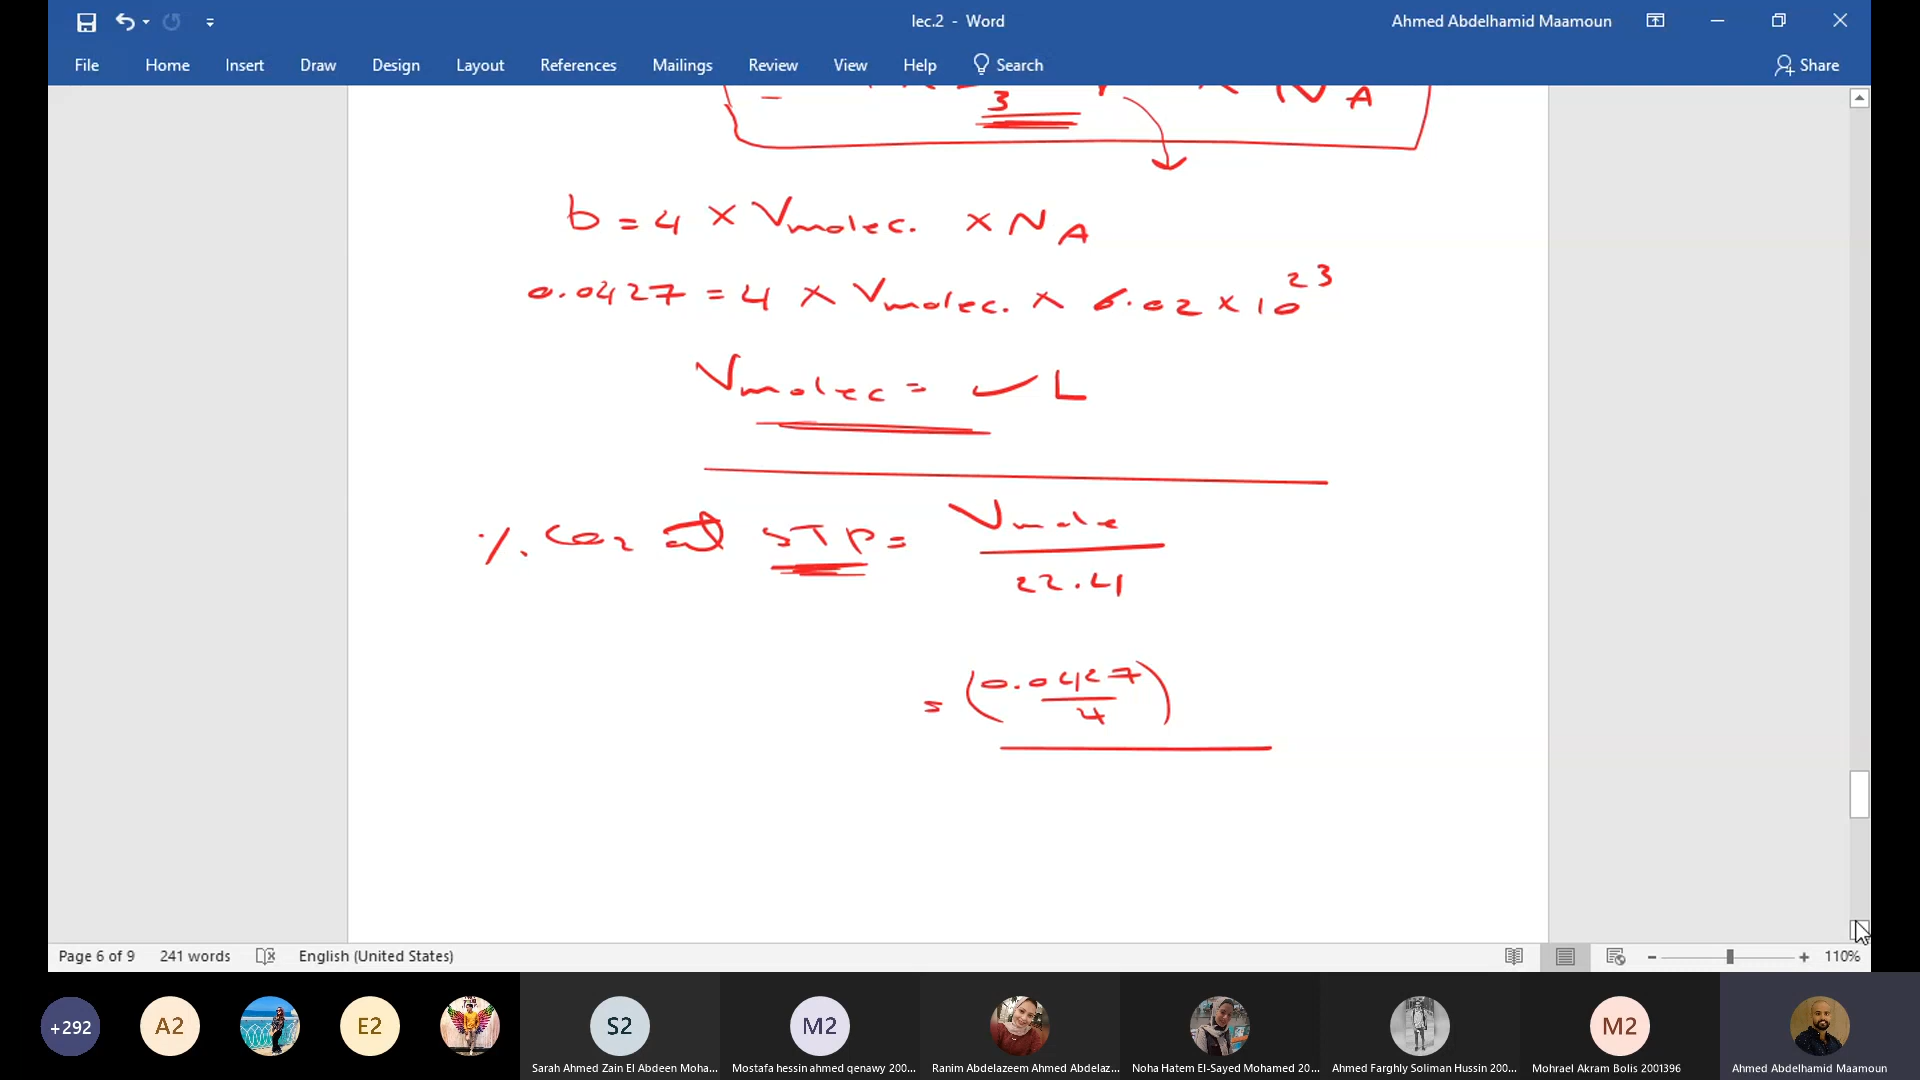 lec.2 - Word
Ahmed Abdelhamid Maamoun
File Home Insert Draw Design Layout References Mailings Review View Help Search Share
3
× N A
b = 4 × Vmolec. × NA
0.0427 = 4 × Vmolec. × 6.02 × 10^23
Vmolec = ✓ L
%. CO2 at STP = Vmole
22.4
= (0.0427
4)
Page 6 of 9 241 words English (United States) 110%
+292 A2 E2 S2 M2 M2
Sarah Ahmed Zain El Abdeen Moha...
Mostafa hessin ahmed qenawy 200...
Ranim Abdelazeem Ahmed Abdelaz...
Noha Hatem El-Sayed Mohamed 20...
Ahmed Farghly Soliman Hussin 200...
Mohrael Akram Bolis 2001396
Ahmed Abdelhamid Maamoun